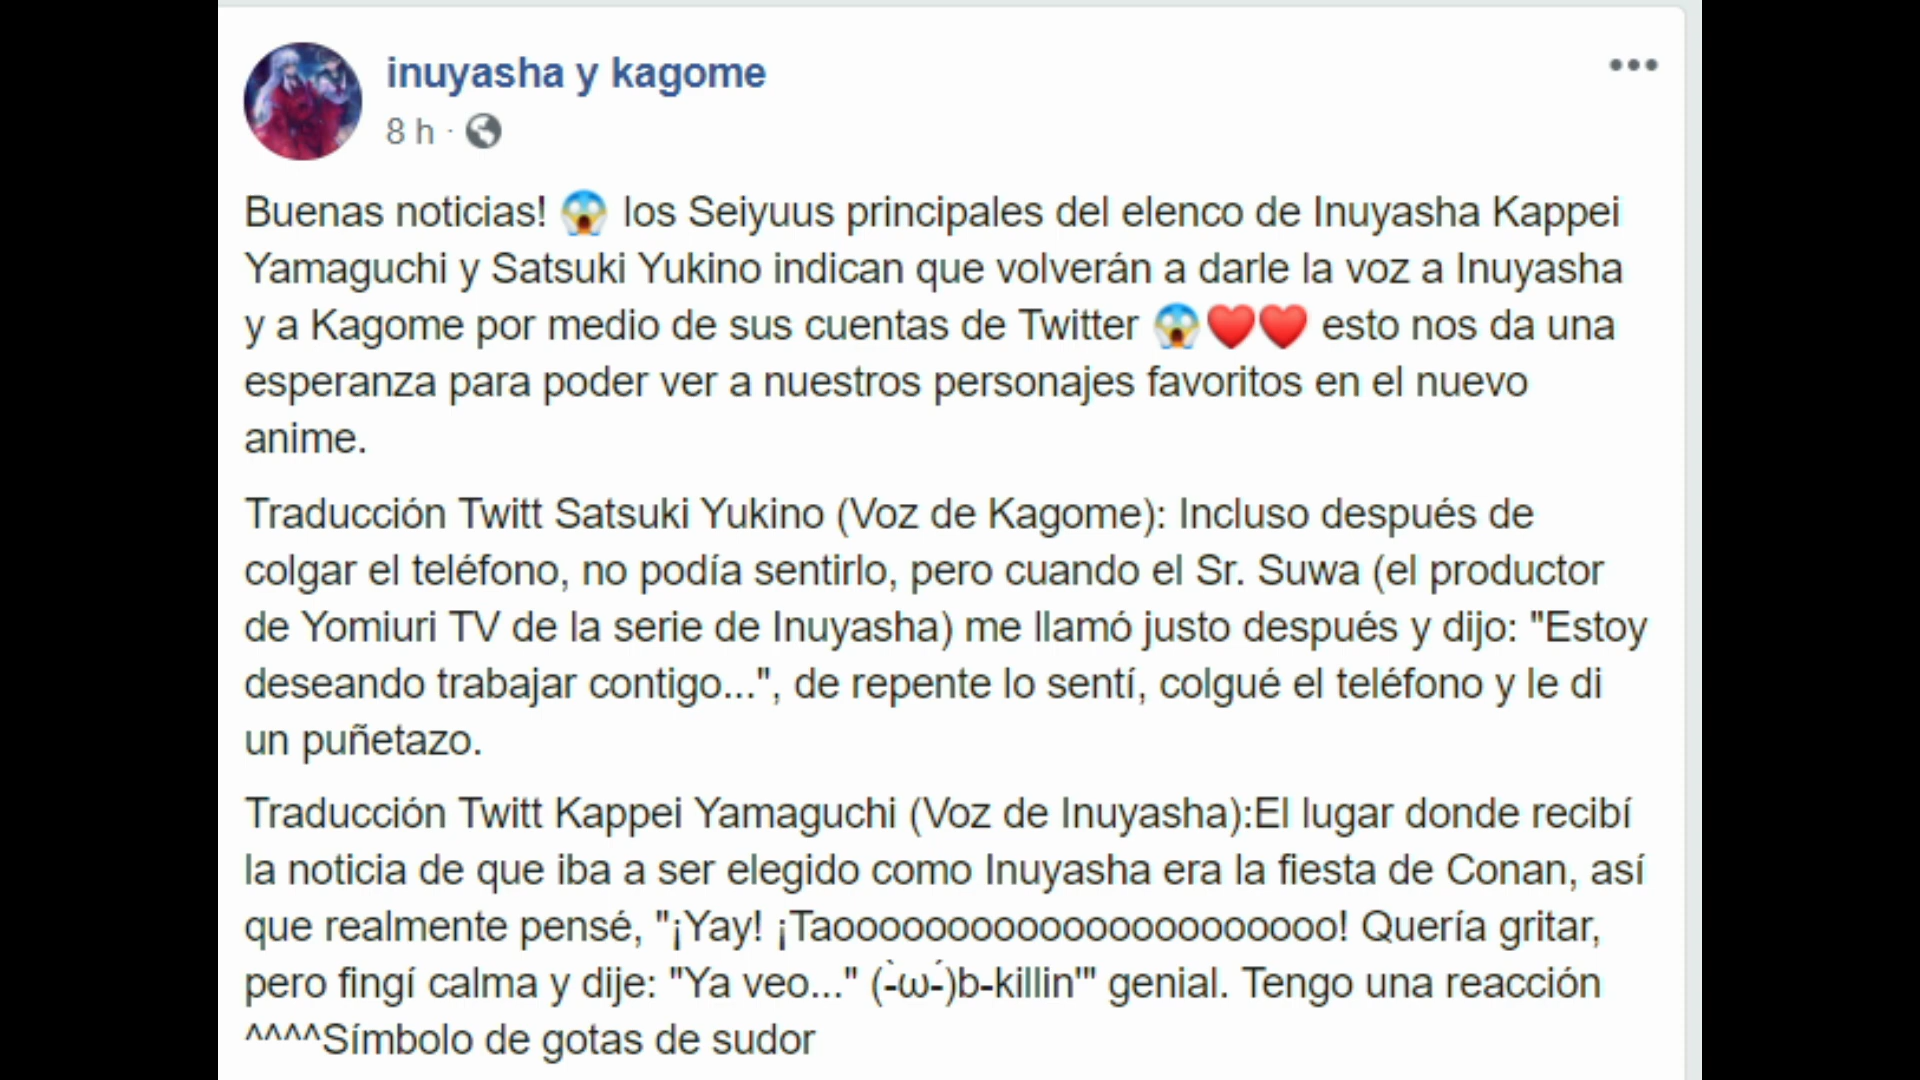 inuyasha y kagome
8 h ·
Buenas noticias! 😱 los Seiyuus principales del elenco de Inuyasha Kappei
Yamaguchi y Satsuki Yukino indican que volverán a darle la voz a Inuyasha
y a Kagome por medio de sus cuentas de Twitter 😱❤️❤️ esto nos da una
esperanza para poder ver a nuestros personajes favoritos en el nuevo
anime.
Traducción Twitt Satsuki Yukino (Voz de Kagome): Incluso después de
colgar el teléfono, no podía sentirlo, pero cuando el Sr. Suwa (el productor
de Yomiuri TV de la serie de Inuyasha) me llamó justo después y dijo: "Estoy
deseando trabajar contigo...", de repente lo sentí, colgué el teléfono y le di
un puñetazo.
Traducción Twitt Kappei Yamaguchi (Voz de Inuyasha):El lugar donde recibí
la noticia de que iba a ser elegido como Inuyasha era la fiesta de Conan, así
que realmente pensé, "¡Yay! ¡Taoooooooooooooooooooooo! Quería gritar,
pero fingí calma y dije: "Ya veo..." (-̀ω-́)b-killin'" genial. Tengo una reacción
^^^^Símbolo de gotas de sudor